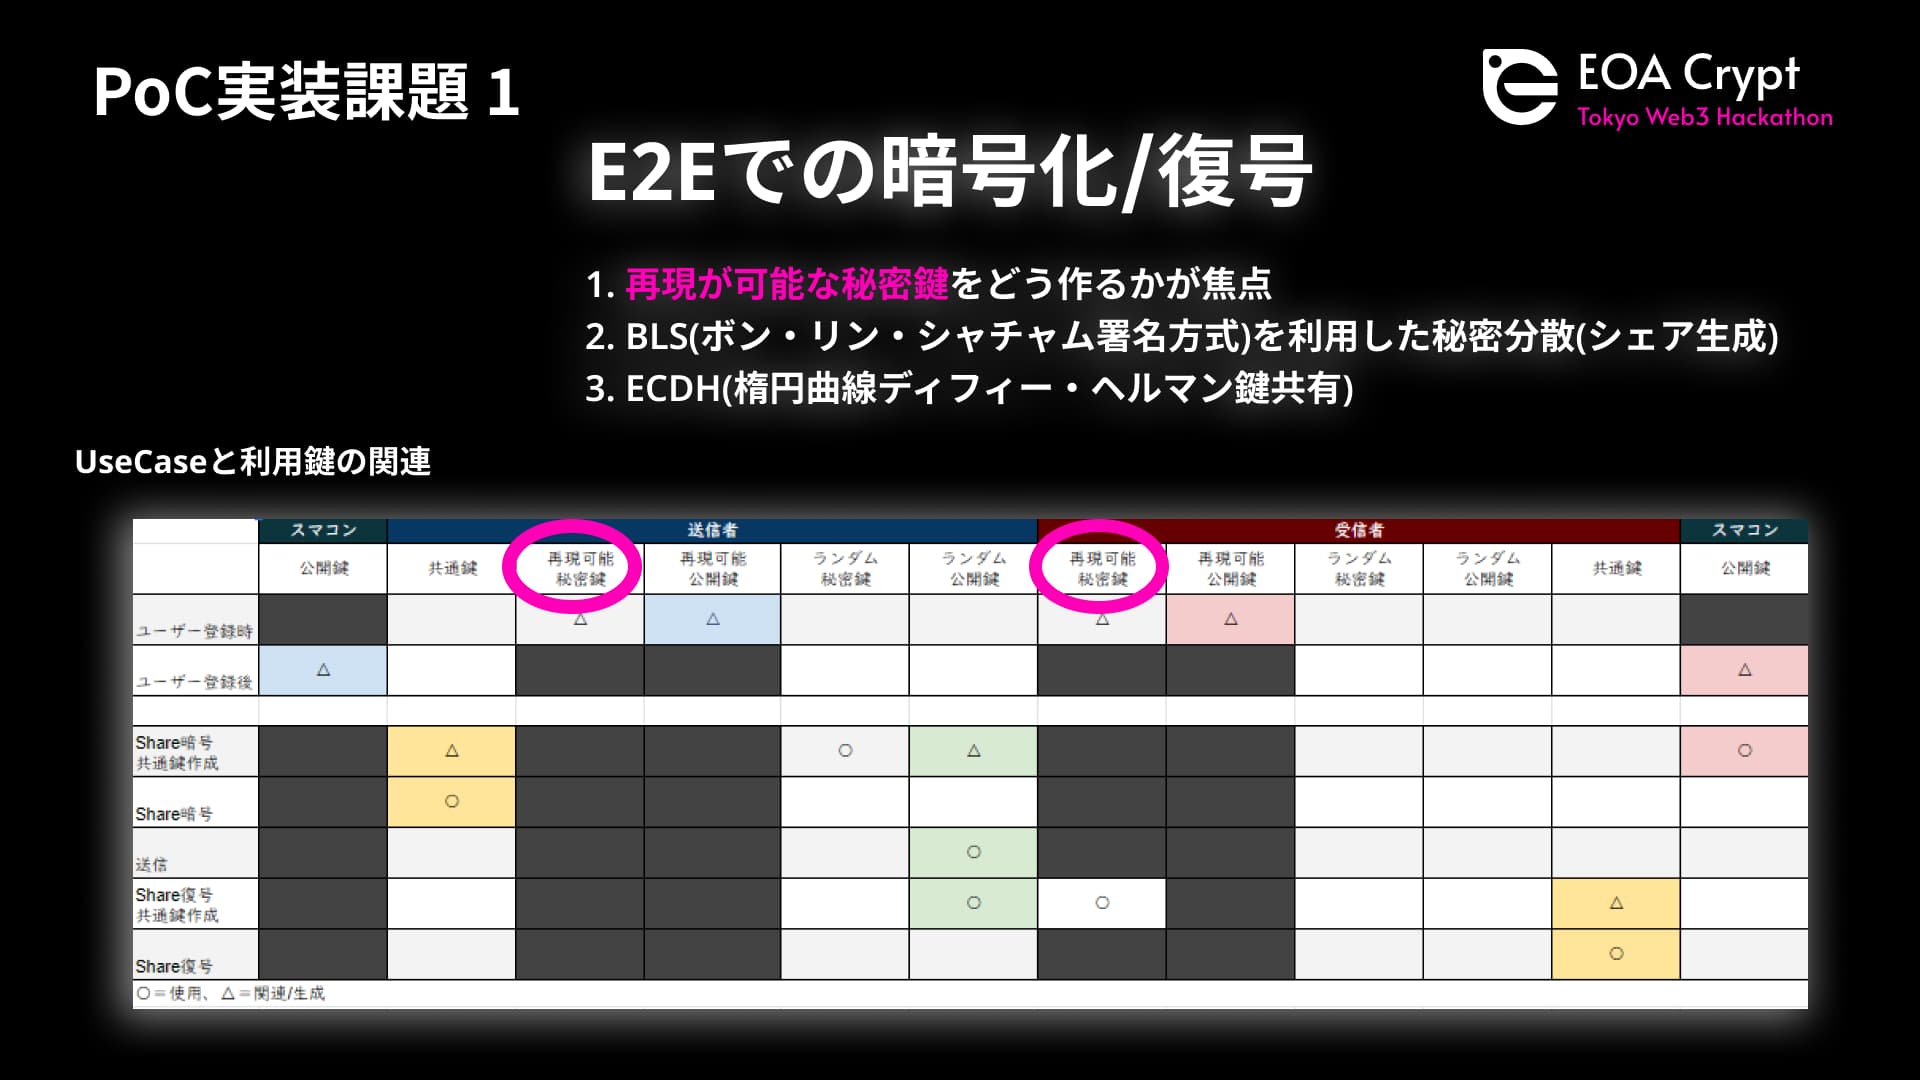 PoC実装課題 1
EOA Crypt
Tokyo Web3 Hackathon
E2Eでの暗号化/復号
1. 再現が可能な秘密鍵をどう作るかが焦点
2. BLS(ボン・リン・シャチャム署名方式)を利用した秘密分散(シェア生成)
3. ECDH(楕円曲線ディフィー・ヘルマン鍵共有)
UseCaseと利用鍵の関連
スマコン 送信者 受信者 スマコン
公開鍵 共通鍵 再現可能 秘密鍵 再現可能 公開鍵 ランダム 秘密鍵 ランダム 公開鍵 再現可能 秘密鍵 再現可能 公開鍵 ランダム 秘密鍵 ランダム 公開鍵 共通鍵 公開鍵
ユーザー登録時 △ △ △ △
ユーザー登録後 △ △
Share暗号
共通鍵作成 △ ○ △ ○
Share暗号 ○
送信 ○
Share復号
共通鍵作成 ○ ○ △
Share復号 ○
○＝使用、△＝関連/生成